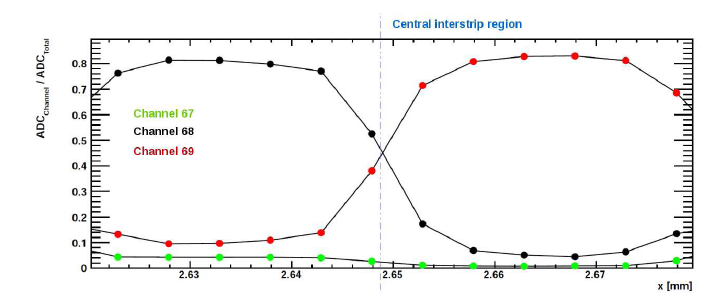 Central interstrip region
ADC_Channel / ADC_Total
0.8
0.7
0.6
0.5
0.4
0.3
0.2
0.1
0
Channel 67
Channel 68
Channel 69
2.63 2.64 2.65 2.66 2.67
x [mm]